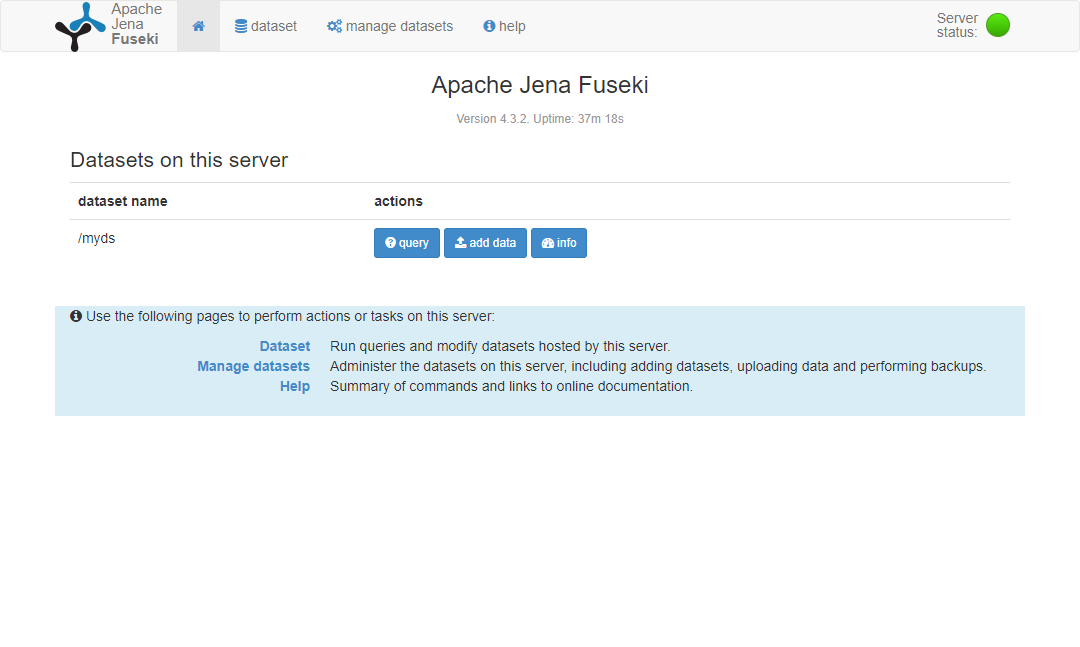 Apache
Jena
Fuseki
dataset
manage datasets
help
Server
status:
Apache Jena Fuseki
Version 4.3.2. Uptime: 37m 18s
Datasets on this server
dataset name actions
/myds query add data info
Use the following pages to perform actions or tasks on this server:
Dataset Run queries and modify datasets hosted by this server.
Manage datasets Administer the datasets on this server, including adding datasets, uploading data and performing backups.
Help Summary of commands and links to online documentation.